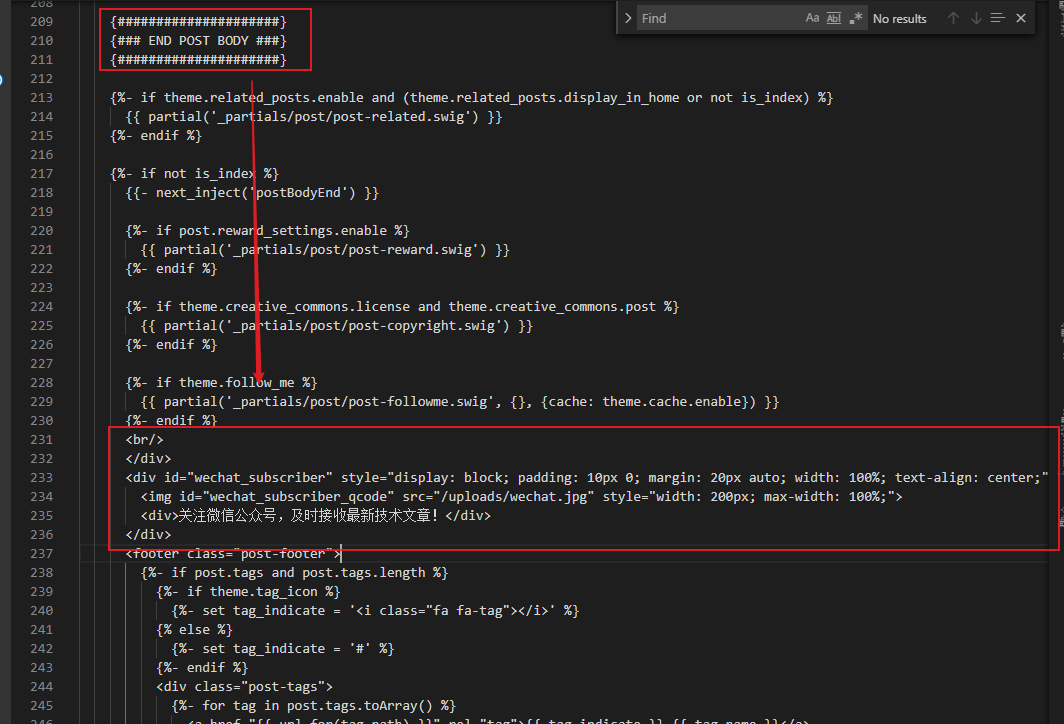 Find Aa Abl .* No results
208
209 {#####################}
210 {### END POST BODY ###}
211 {#####################}
212
213 {%- if theme.related_posts.enable and (theme.related_posts.display_in_home or not is_index) %}
214 {{ partial('_partials/post/post-related.swig') }}
215 {%- endif %}
216
217 {%- if not is_index %}
218 {{- next_inject('postBodyEnd') }}
219
220 {%- if post.reward_settings.enable %}
221 {{ partial('_partials/post/post-reward.swig') }}
222 {%- endif %}
223
224 {%- if theme.creative_commons.license and theme.creative_commons.post %}
225 {{ partial('_partials/post/post-copyright.swig') }}
226 {%- endif %}
227
228 {%- if theme.follow_me %}
229 {{ partial('_partials/post/post-followme.swig', {}, {cache: theme.cache.enable}) }}
230 {%- endif %}
231 <br/>
232 </div>
233 <div id="wechat_subscriber" style="display: block; padding: 10px 0; margin: 20px auto; width: 100%; text-align: center;"
234 <img id="wechat_subscriber_qcode" src="/uploads/wechat.jpg" style="width: 200px; max-width: 100%;">
235 <div>关注微信公众号，及时接收最新技术文章！</div>
236 </div>
237 <footer class="post-footer">
238 {%- if post.tags and post.tags.length %}
239 {%- if theme.tag_icon %}
240 {%- set tag_indicate = '<i class="fa fa-tag"></i>' %}
241 {% else %}
242 {%- set tag_indicate = '#' %}
243 {%- endif %}
244 <div class="post-tags">
245 {%- for tag in post.tags.toArray() %}
246 <a href="{{ url_for(tag.path) }}" rel="tag">{{ tag_indicate }} {{ tag.name }}</a>